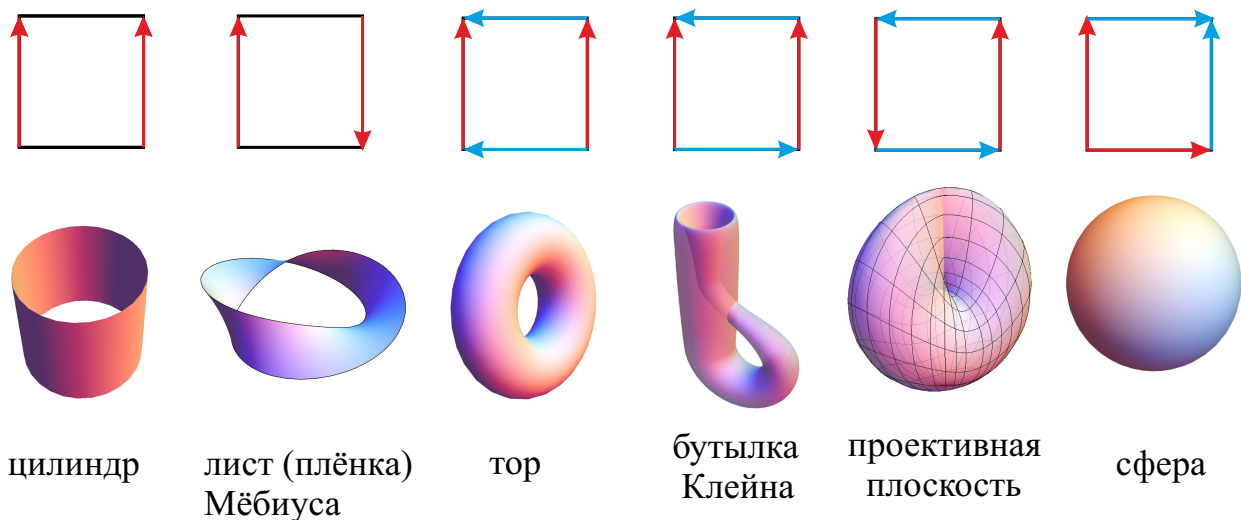 цилиндр
лист (плёнка)
Мёбиуса
тор
бутылка
Клейна
проективная
плоскость
сфера